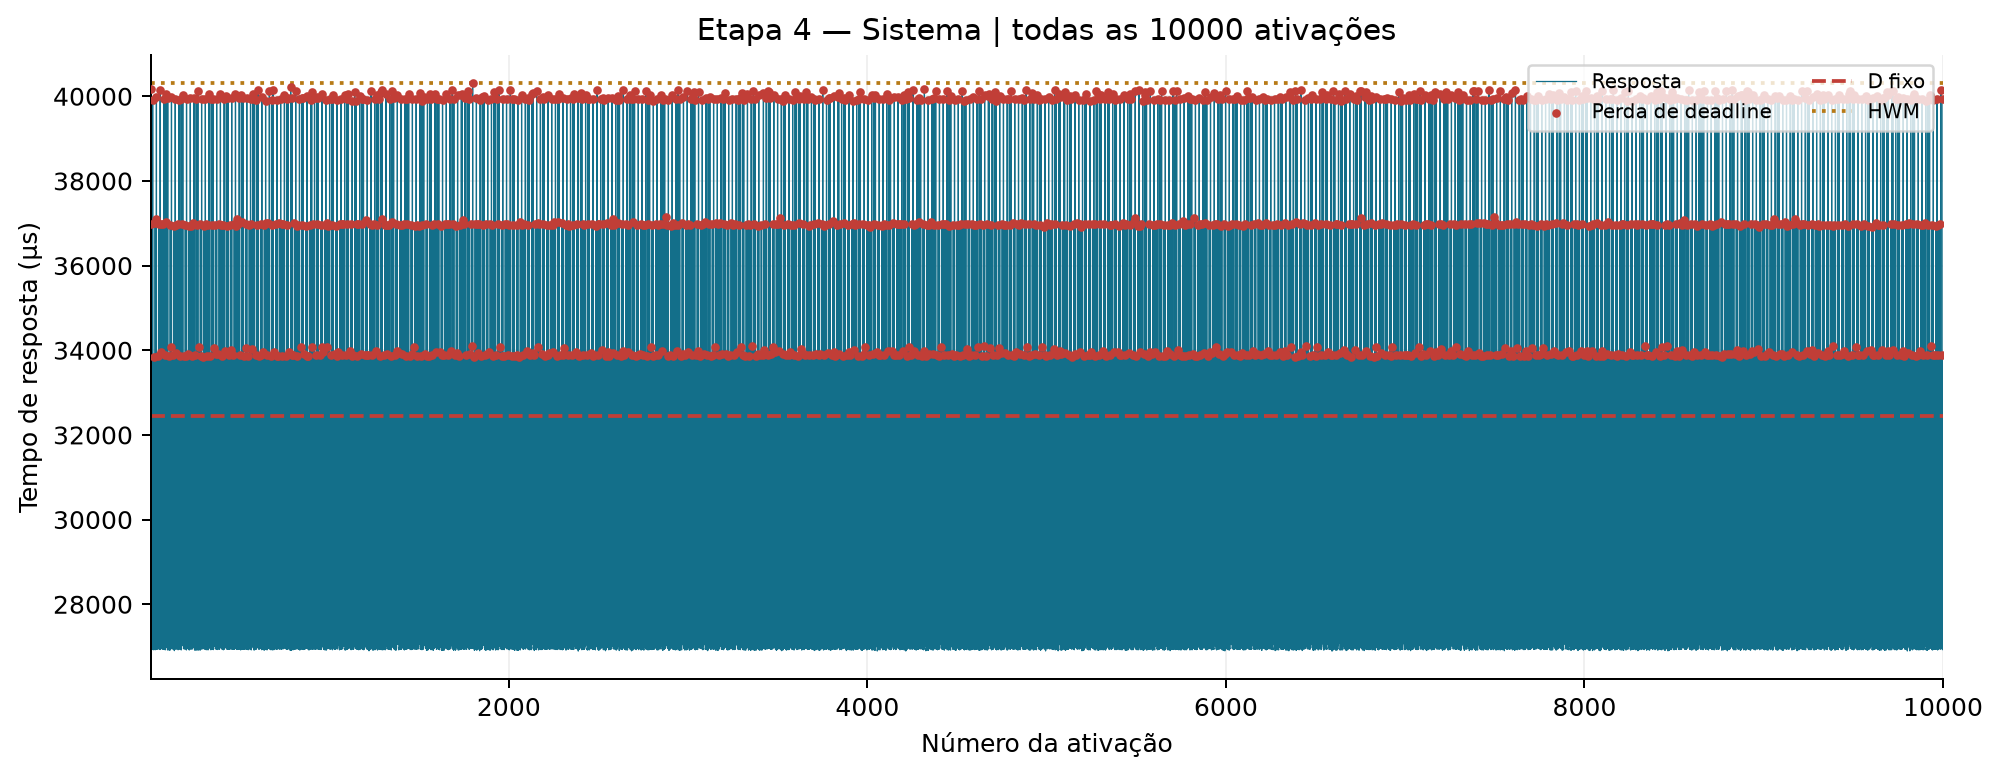 Etapa 4 — Sistema | todas as 10000 ativações
Resposta
Perda de deadline
D fixo
HWM
Tempo de resposta (µs)
40000
38000
36000
34000
32000
30000
28000
2000
4000
6000
8000
10000
Número da ativação